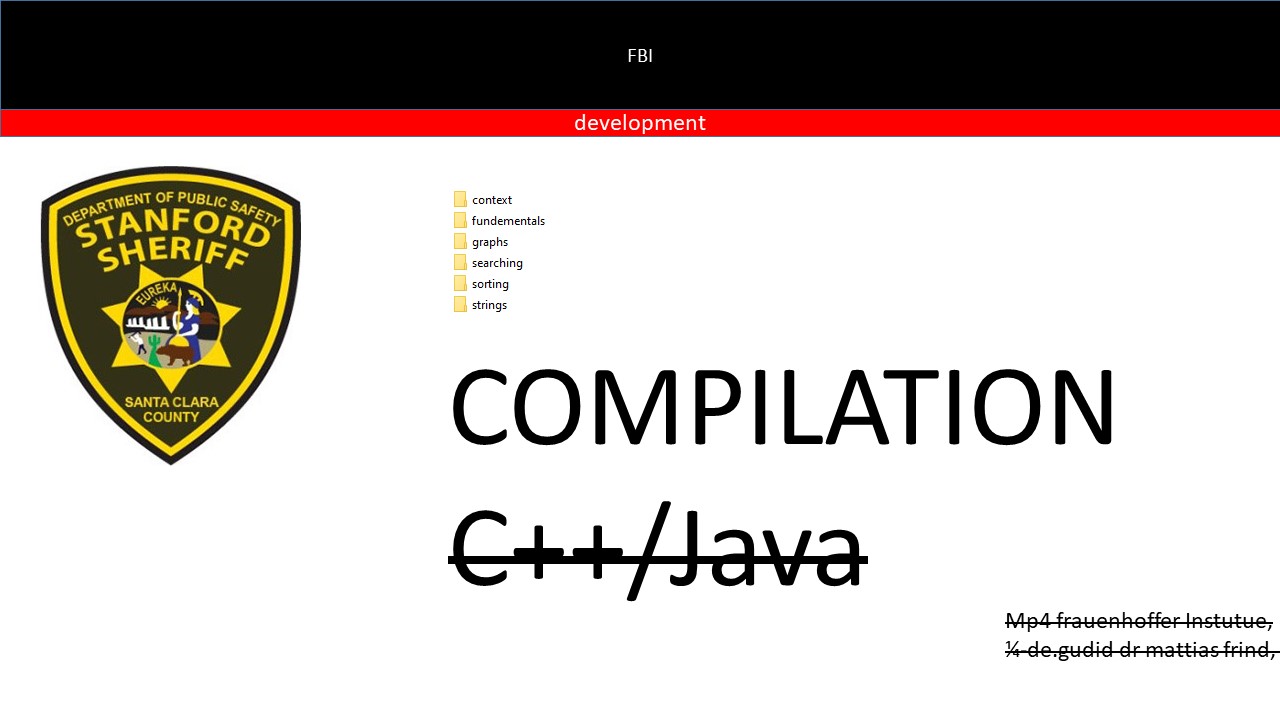 FBI
development
DEPARTMENT OF PUBLIC SAFETY
STANFORD
SHERIFF
EUREKA
SANTA CLARA
COUNTY
context
fundementals
graphs
searching
sorting
strings
COMPILATION
C++/Java
Mp4 frauenhoffer Instutue,
¼-de.gudid dr mattias frind,